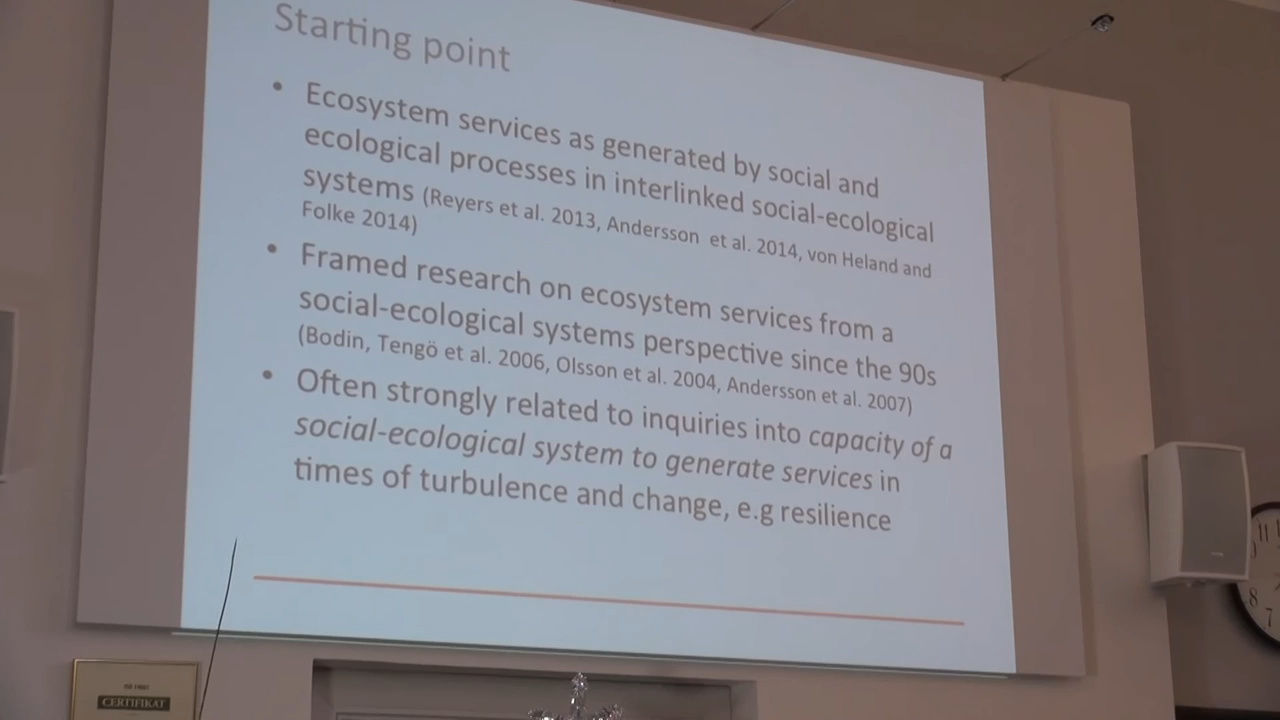 Starting point
• Ecosystem services as generated by social and
ecological processes in interlinked social-ecological
systems (Reyers et al. 2013, Andersson et al. 2014, von Heland and
Folke 2014)
• Framed research on ecosystem services from a
social-ecological systems perspective since the 90s
(Bodin, Tengö et al. 2006, Olsson et al. 2004, Andersson et al. 2007)
• Often strongly related to inquiries into capacity of a
social-ecological system to generate services in
times of turbulence and change, e.g resilience
CERTIFIKAT
11
8
7